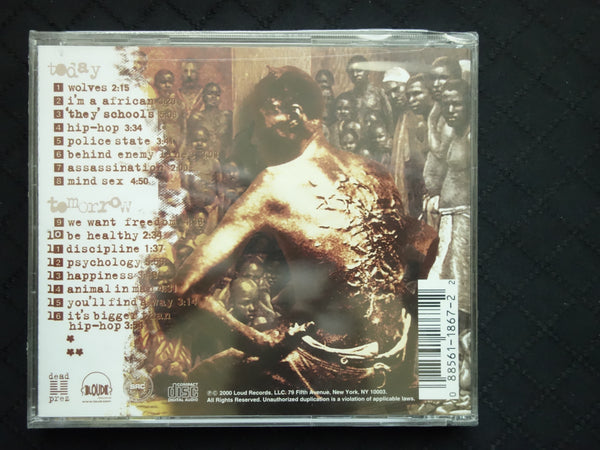 today
1 wolves 2:15
2 i'm a african
3 'they' schools
4 hip-hop 3:34
5 police state
6 behind enemy
7 assassination
8 mind sex 4:50
tomorrow
9 we want freedom
10 be healthy 2:34
11 discipline 1:37
12 psychology
13 happiness
14 animal in man
15 you'll find a way 3:14
16 it's bigger than
hip-hop
dead
prez
LOUD
SRC
COMPACT
disc
DIGITAL AUDIO
℗© 2000 Loud Records, LLC. 79 Fifth Avenue, New York, NY 10003.
All Rights Reserved. Unauthorized duplication is a violation of applicable laws.
0 88561-1867-2 2